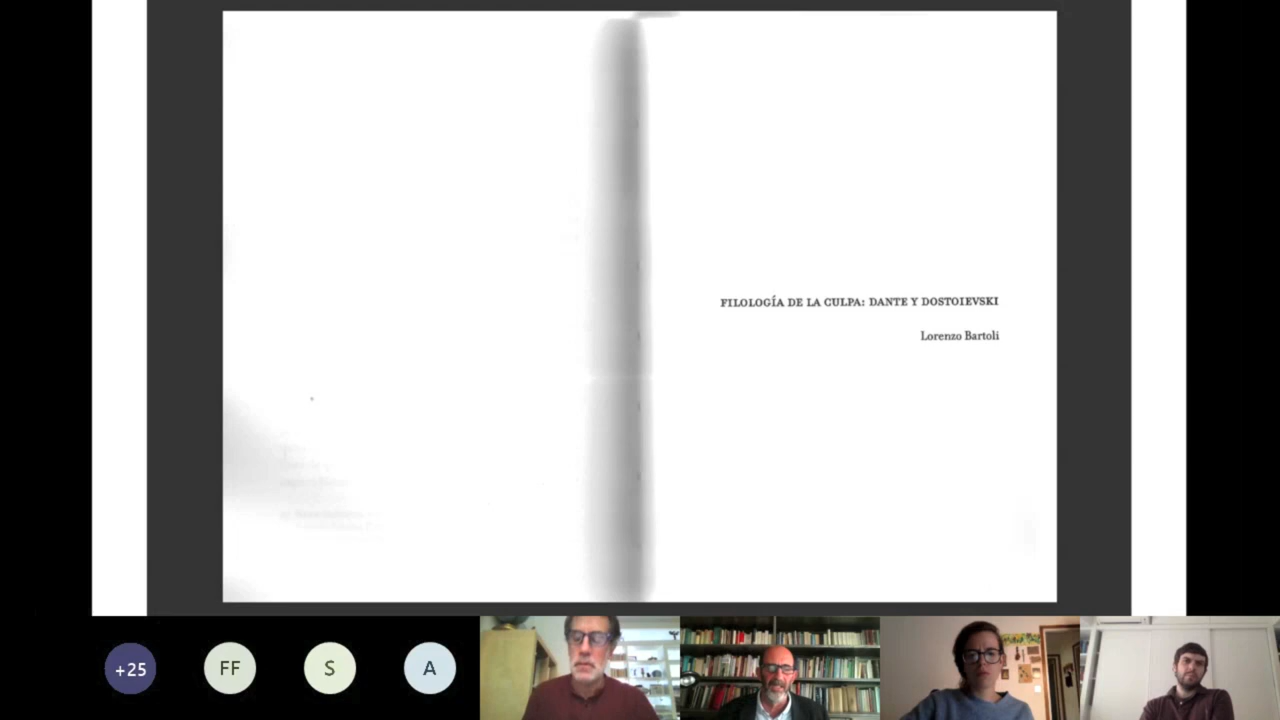 FILOLOGÍA DE LA CULPA: DANTE Y DOSTOIEVSKI
Lorenzo Bartoli
+25
FF
S
A